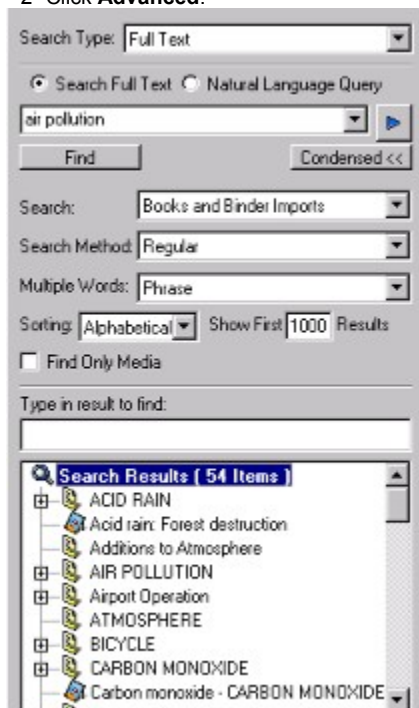 2 Click Advanced.
Search Type: Full Text
Search Full Text Natural Language Query
air pollution
Find Condensed <<
Search: Books and Binder Imports
Search Method: Regular
Multiple Words: Phrase
Sorting: Alphabetical Show First 1000 Results
Find Only Media
Type in result to find:
Search Results ( 54 Items )
ACID RAIN
Acid rain: Forest destruction
Additions to Atmosphere
AIR POLLUTION
Airport Operation
ATMOSPHERE
BICYCLE
CARBON MONOXIDE
Carbon monoxide - CARBON MONOXIDE